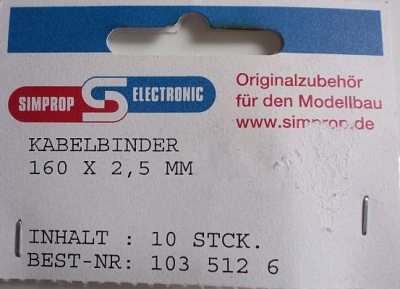 SIMPROP S ELECTRONIC
Originalzubehör
für den Modellbau
www.simprop.de
KABELBINDER
160 X 2,5 MM
INHALT : 10 STCK.
BEST-NR: 103 512 6